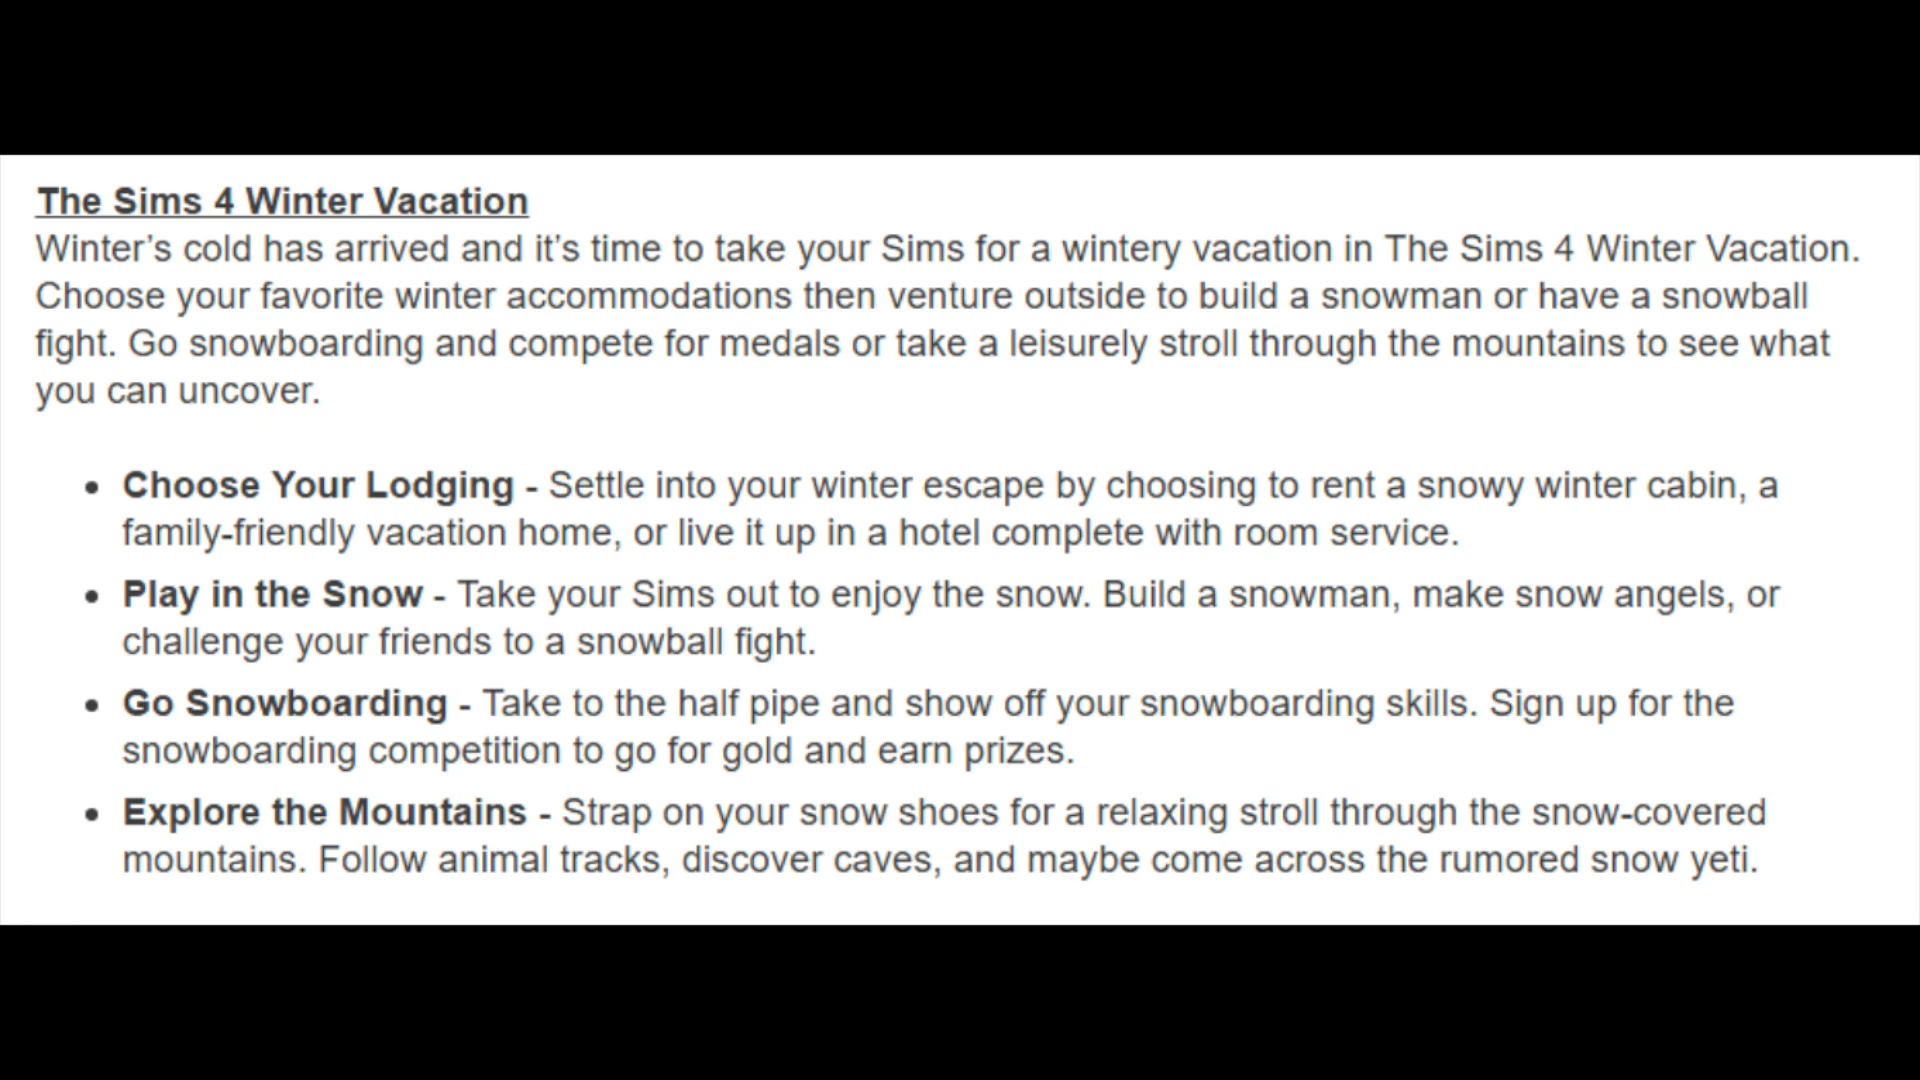 The Sims 4 Winter Vacation
Winter’s cold has arrived and it’s time to take your Sims for a wintery vacation in The Sims 4 Winter Vacation.
Choose your favorite winter accommodations then venture outside to build a snowman or have a snowball
fight. Go snowboarding and compete for medals or take a leisurely stroll through the mountains to see what
you can uncover.
• Choose Your Lodging - Settle into your winter escape by choosing to rent a snowy winter cabin, a
family-friendly vacation home, or live it up in a hotel complete with room service.
• Play in the Snow - Take your Sims out to enjoy the snow. Build a snowman, make snow angels, or
challenge your friends to a snowball fight.
• Go Snowboarding - Take to the half pipe and show off your snowboarding skills. Sign up for the
snowboarding competition to go for gold and earn prizes.
• Explore the Mountains - Strap on your snow shoes for a relaxing stroll through the snow-covered
mountains. Follow animal tracks, discover caves, and maybe come across the rumored snow yeti.